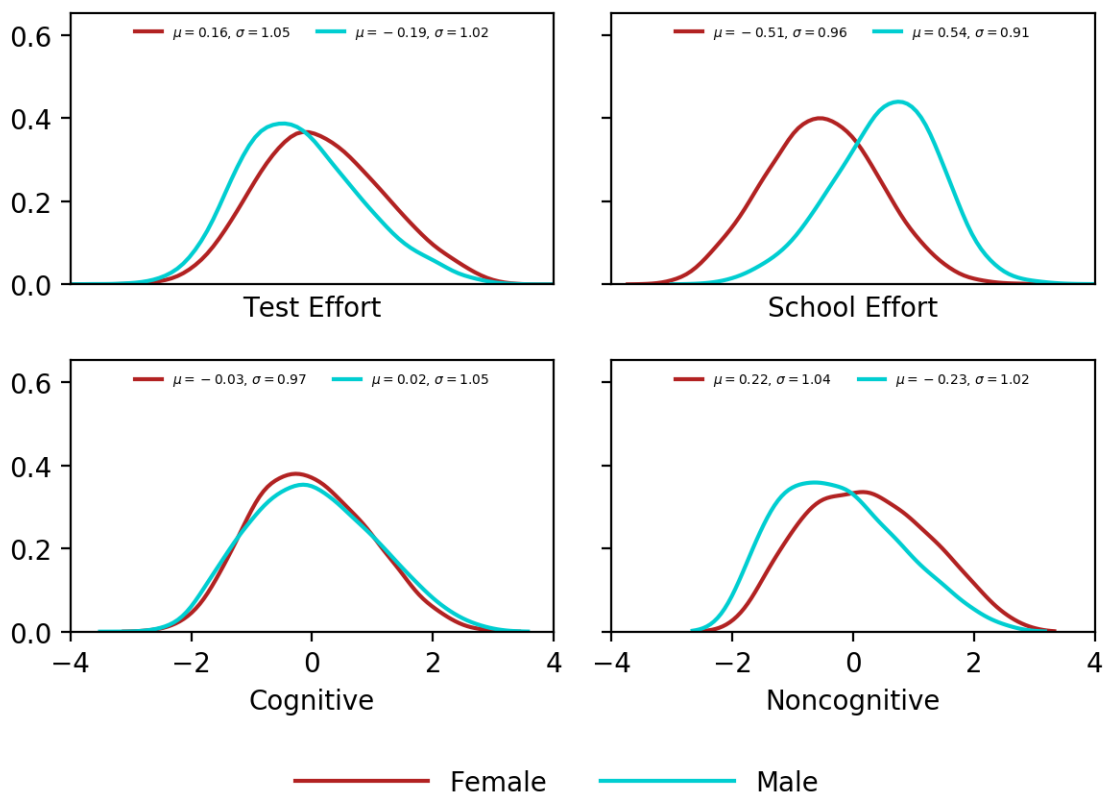 0.6
0.4
0.2
0.0
μ = 0.16, σ = 1.05 μ = −0.19, σ = 1.02
Test Effort
μ = −0.51, σ = 0.96 μ = 0.54, σ = 0.91
School Effort
0.6
0.4
0.2
0.0
μ = −0.03, σ = 0.97 μ = 0.02, σ = 1.05
−4 −2 0 2 4
Cognitive
μ = 0.22, σ = 1.04 μ = −0.23, σ = 1.02
−4 −2 0 2 4
Noncognitive
Female Male